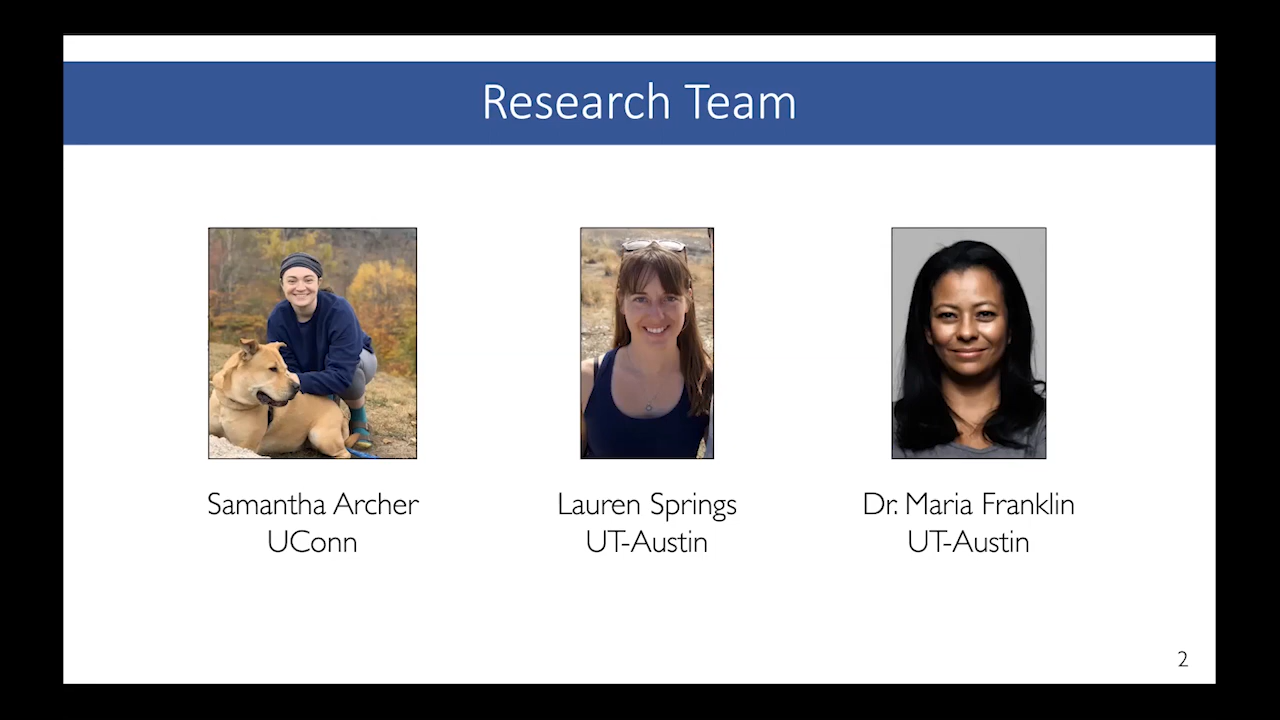 Research Team
Samantha Archer
UConn
Lauren Springs
UT-Austin
Dr. Maria Franklin
UT-Austin
2